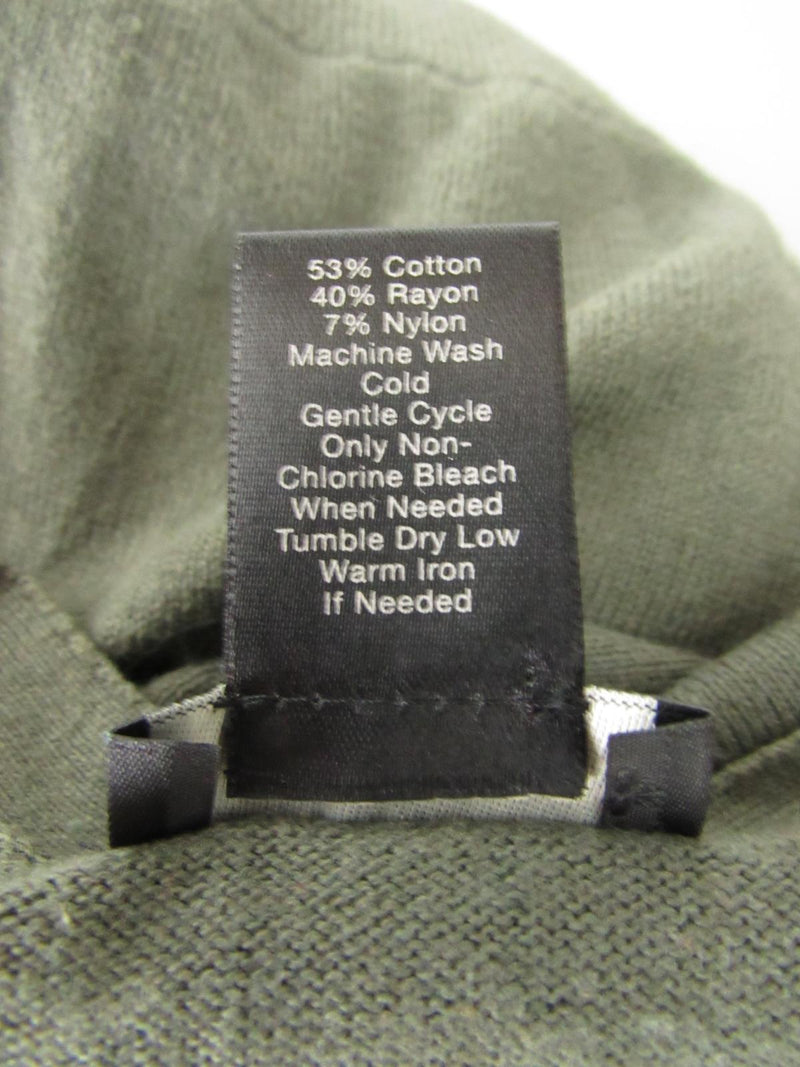 53% Cotton
40% Rayon
7% Nylon
Machine Wash
Cold
Gentle Cycle
Only Non-
Chlorine Bleach
When Needed
Tumble Dry Low
Warm Iron
If Needed